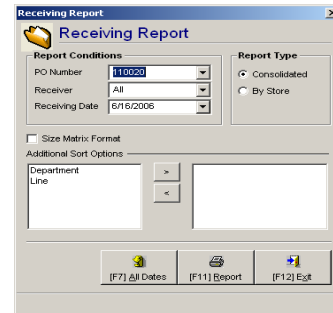 Receiving Report
Receiving Report
Report Conditions
PO Number 110020
Receiver All
Receiving Date 6/16/2006
Report Type
Consolidated
By Store
Size Matrix Format
Additional Sort Options
Department
Line
>
<
[F7] All Dates
[F11] Report
[F12] Exit